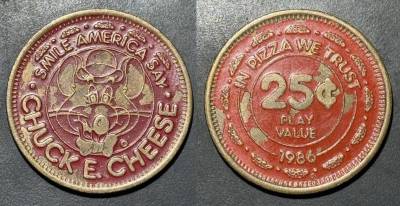 SMILE AMERICA SAY
CHUCK E. CHEESE
IN PIZZA WE TRUST
25¢
PLAY
VALUE
1986